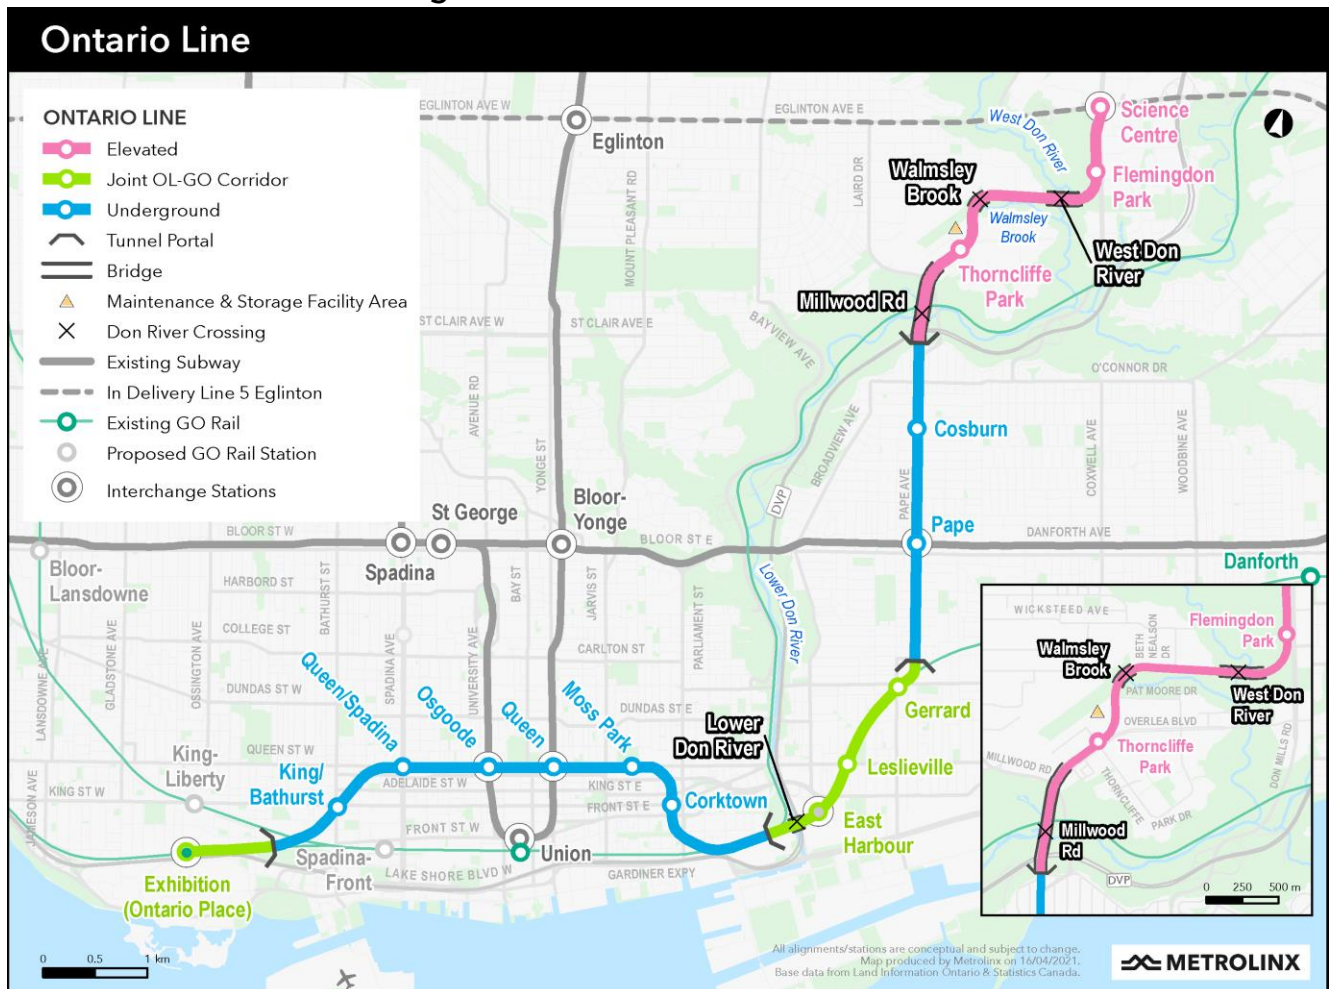 Ontario Line
ONTARIO LINE
Elevated
Joint OL-GO Corridor
Underground
Tunnel Portal
Bridge
Maintenance & Storage Facility Area
Don River Crossing
Existing Subway
In Delivery Line 5 Eglinton
Existing GO Rail
Proposed GO Rail Station
Interchange Stations
EGLINTON AVE W
Eglinton
EGLINTON AVE E
West Don
River
Science
Centre
Flemingdon
Park
Walmsley
Brook
Walmsley
Brook
West Don
River
LAIRD DR
MOUNT PLEASANT RD
Thorncliffe
Park
Millwood Rd
ST CLAIR AVE W
ST CLAIR AVE E
BAYVIEW AVE
O'CONNOR DR
AVENUE RD
YONGE ST
BROADVIEW AVE
Cosburn
COXWELL AVE
WOODBINE AVE
PAPE AVE
DVP
St George
Bloor-
Yonge
Pape
DANFORTH AVE
BLOOR ST W
BLOOR ST E
Spadina
Bloor-
Lansdowne
Danforth
HARBORD ST
BATHURST ST
BAY ST
JARVIS ST
Lower Don River
PARLIAMENT ST
COLLEGE ST
CARLTON ST
LANSDOWNE AVE
GLADSTONE AVE
OSSINGTON AVE
SPADINA AVE
UNIVERSITY AVE
DUNDAS ST W
DUNDAS ST E
Queen/Spadina
Osgoode
Queen
Moss Park
Gerrard
Lower
Don River
King-
Liberty
QUEEN ST W
King/
Bathurst
ADELAIDE ST W
KING ST E
Leslieville
JAMESON AVE
KING ST W
FRONT ST E
Corktown
FRONT ST W
East
Harbour
Union
Spadina-
Front
LAKE SHORE BLVD W
GARDINER EXPY
Exhibition
(Ontario Place)
0 0.5 1 km
WICKSTEED AVE
Flemingdon
Park
BETH
NEALSON
DR
Walmsley
Brook
PAT MOORE DR
West Don
River
OVERLEA BLVD
Thorncliffe
Park
MILLWOOD RD
THORNCLIFFE
PARK DR
DON MILLS RD
Millwood
Rd
DVP
0 250 500 m
All alignments/stations are conceptual and subject to change.
Map produced by Metrolinx on 16/04/2021.
Base data from Land Information Ontario & Statistics Canada.
METROLINX